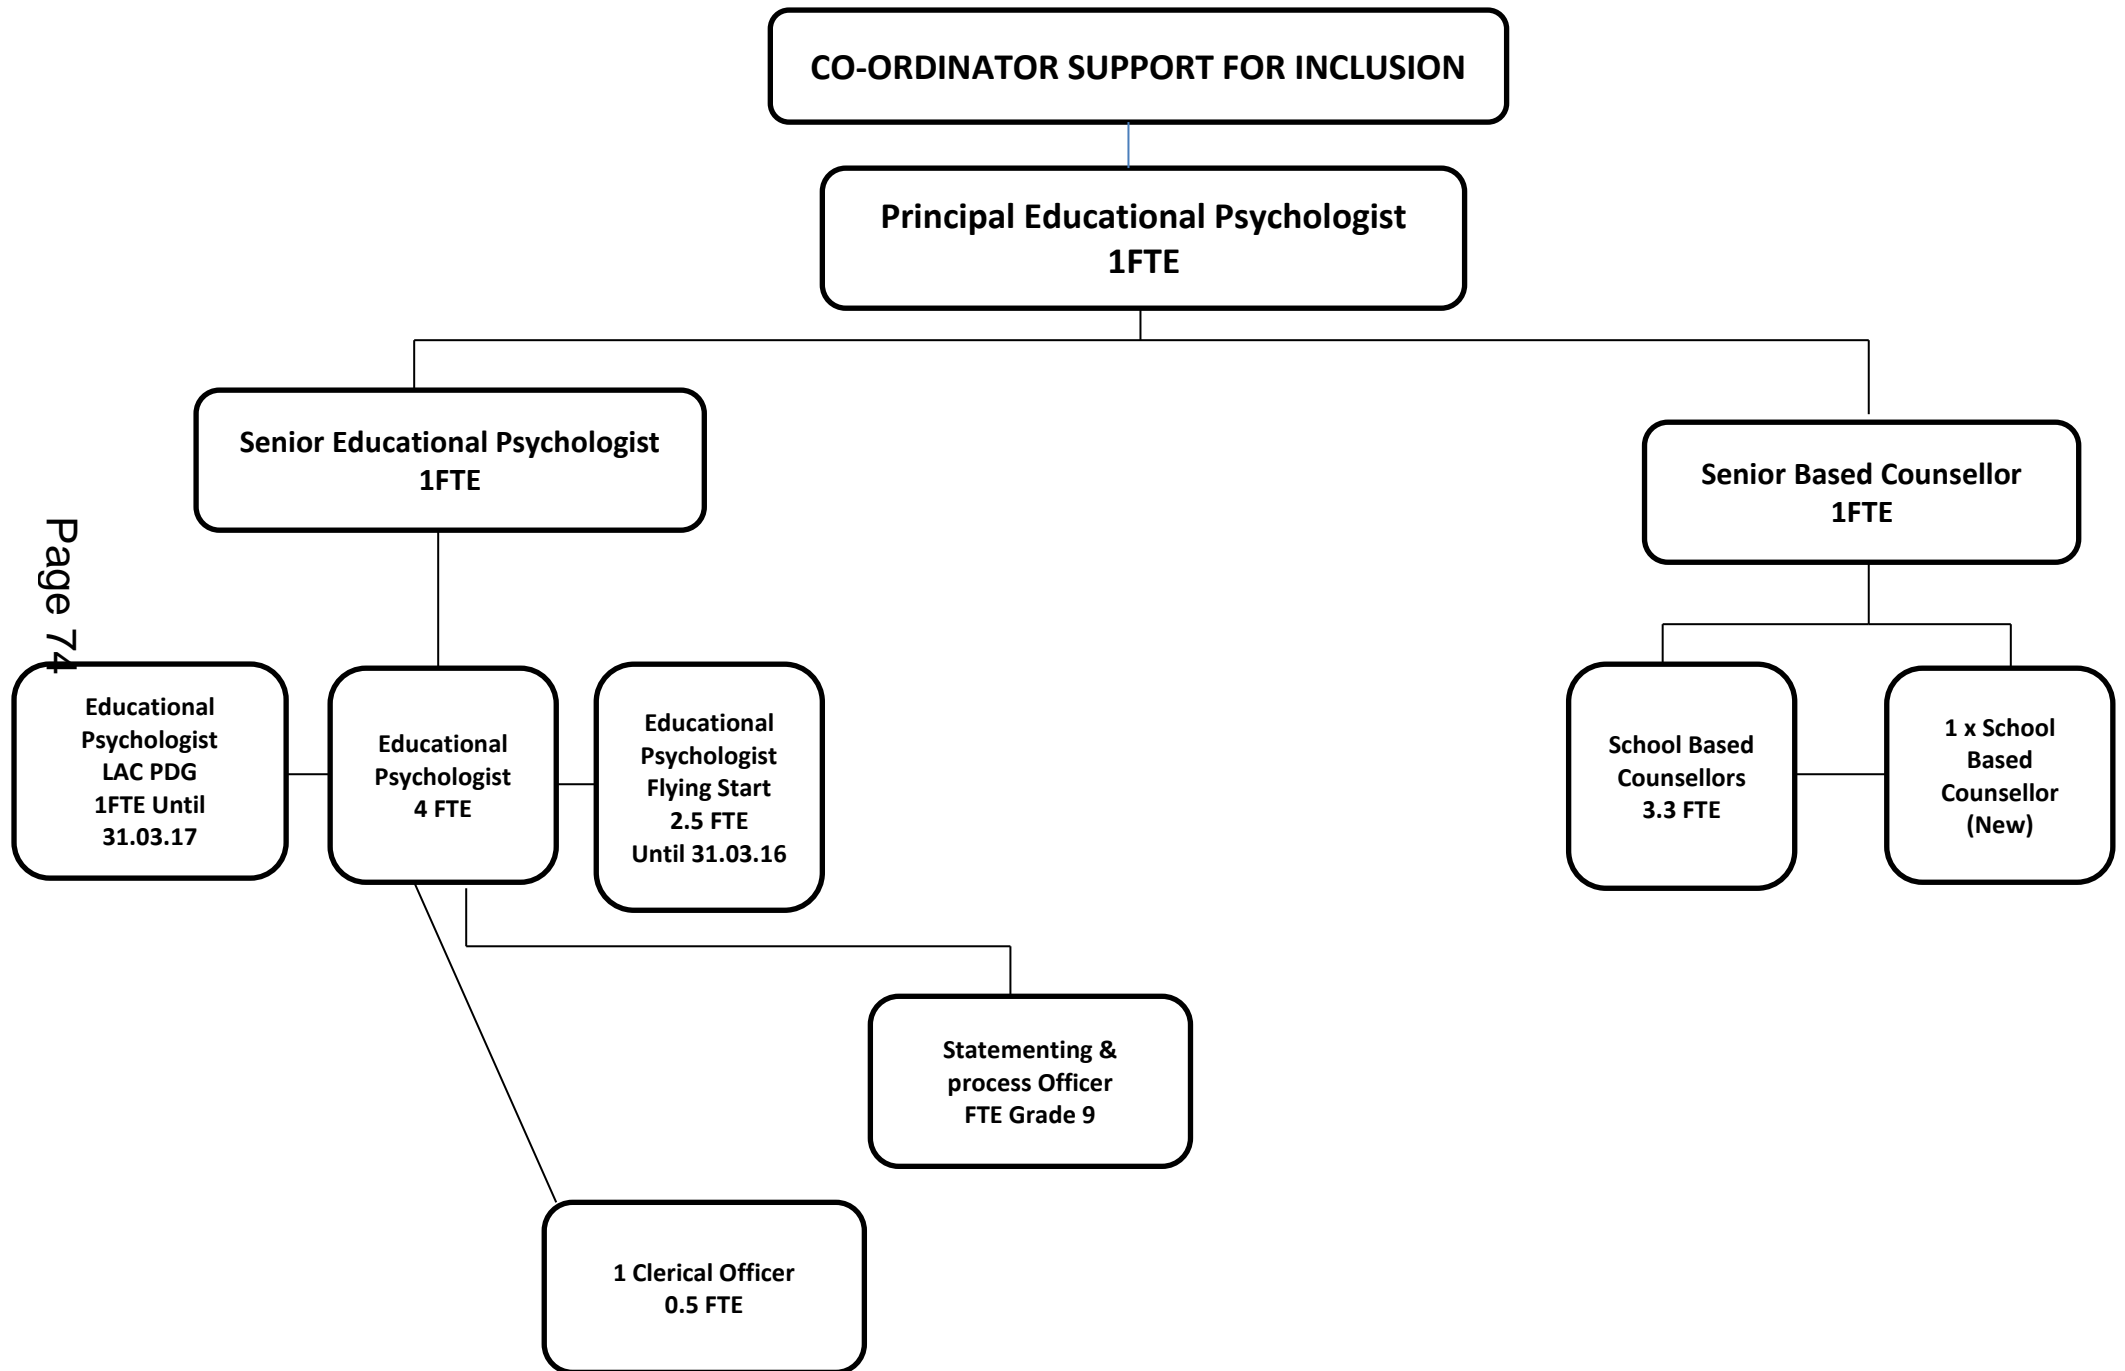 CO-ORDINATOR SUPPORT FOR INCLUSION
Principal Educational Psychologist
1FTE
Senior Educational Psychologist
1FTE
Senior Based Counsellor
1FTE
Page 74
Educational
Psychologist
LAC PDG
1FTE Until
31.03.17
Educational
Psychologist
4 FTE
Educational
Psychologist
Flying Start
2.5 FTE
Until 31.03.16
School Based
Counsellors
3.3 FTE
1 x School
Based
Counsellor
(New)
Statementing &
process Officer
FTE Grade 9
1 Clerical Officer
0.5 FTE